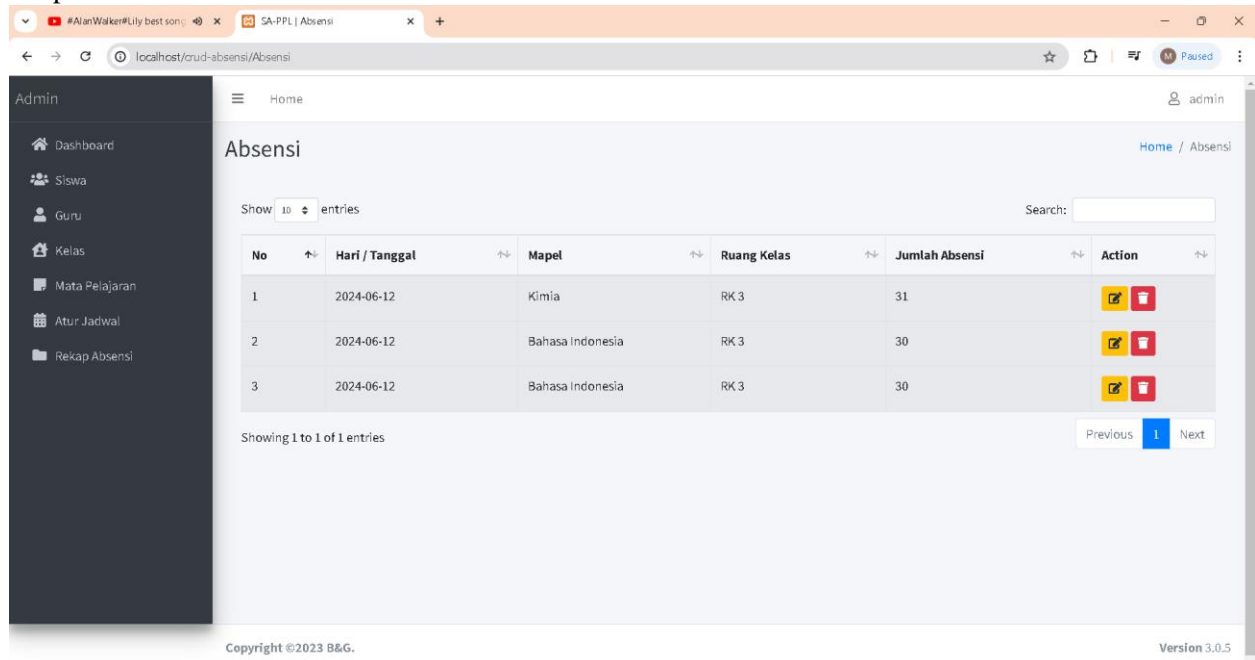 #AlanWalker#Lily best song
SA-PPL | Absensi
localhost/crud-absensi/Absensi
M Paused
Admin
Home
admin
Dashboard
Siswa
Guru
Kelas
Mata Pelajaran
Atur Jadwal
Rekap Absensi
Absensi
Home / Absensi
Show 10 entries
Search:
No Hari / Tanggal Mapel Ruang Kelas Jumlah Absensi Action
1 2024-06-12 Kimia RK 3 31
2 2024-06-12 Bahasa Indonesia RK 3 30
3 2024-06-12 Bahasa Indonesia RK 3 30
Showing 1 to 1 of 1 entries
Previous 1 Next
Copyright ©2023 B&G.
Version 3.0.5